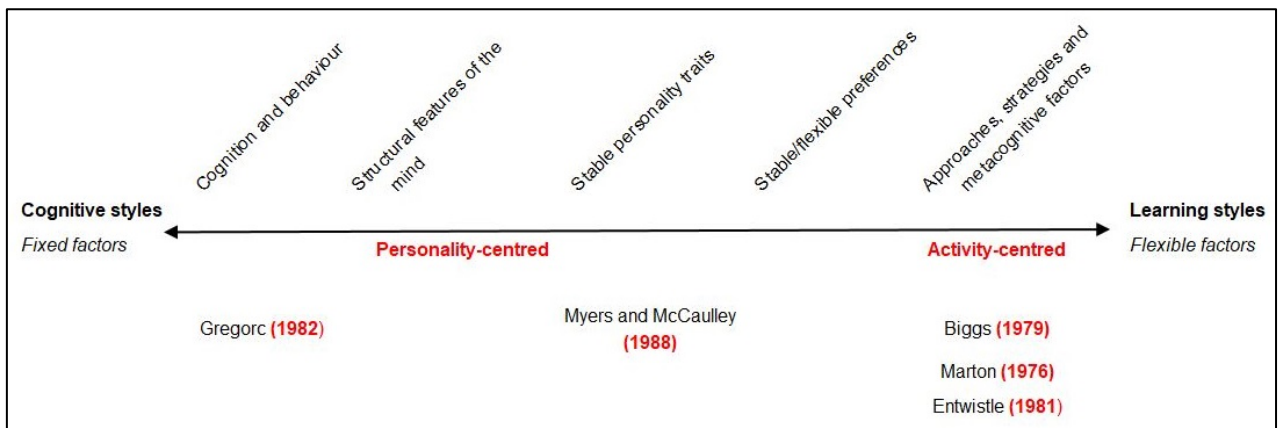 Cognition and behaviour
Structural features of the
mind
Stable personality traits
Stable/flexible preferences
Approaches, strategies and
metacognitive factors
Cognitive styles
Fixed factors
Learning styles
Flexible factors
Personality-centred
Activity-centred
Gregorc (1982)
Myers and McCaulley
(1988)
Biggs (1979)
Marton (1976)
Entwistle (1981)